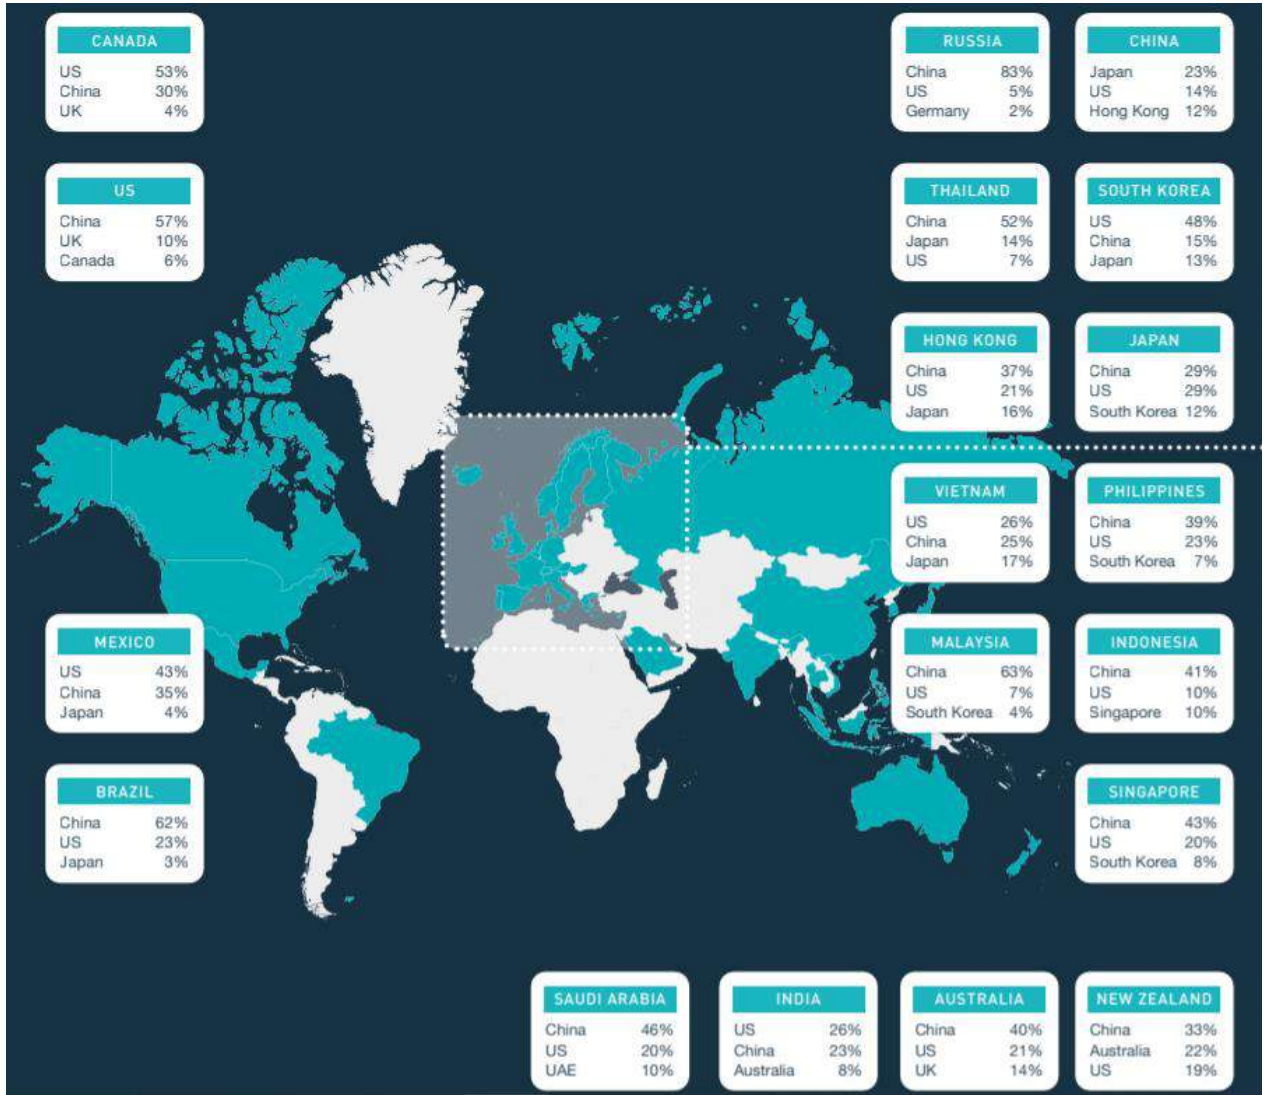 CANADA
US 53%
China 30%
UK 4%
US
China 57%
UK 10%
Canada 6%
MEXICO
US 43%
China 35%
Japan 4%
BRAZIL
China 62%
US 23%
Japan 3%
RUSSIA
China 83%
US 5%
Germany 2%
CHINA
Japan 23%
US 14%
Hong Kong 12%
THAILAND
China 52%
Japan 14%
US 7%
SOUTH KOREA
US 48%
China 15%
Japan 13%
HONG KONG
China 37%
US 21%
Japan 16%
JAPAN
China 29%
US 29%
South Korea 12%
VIETNAM
US 26%
China 25%
Japan 17%
PHILIPPINES
China 39%
US 23%
South Korea 7%
MALAYSIA
China 63%
US 7%
South Korea 4%
INDONESIA
China 41%
US 10%
Singapore 10%
SINGAPORE
China 43%
US 20%
South Korea 8%
SAUDI ARABIA
China 46%
US 20%
UAE 10%
INDIA
US 26%
China 23%
Australia 8%
AUSTRALIA
China 40%
US 21%
UK 14%
NEW ZEALAND
China 33%
Australia 22%
US 19%